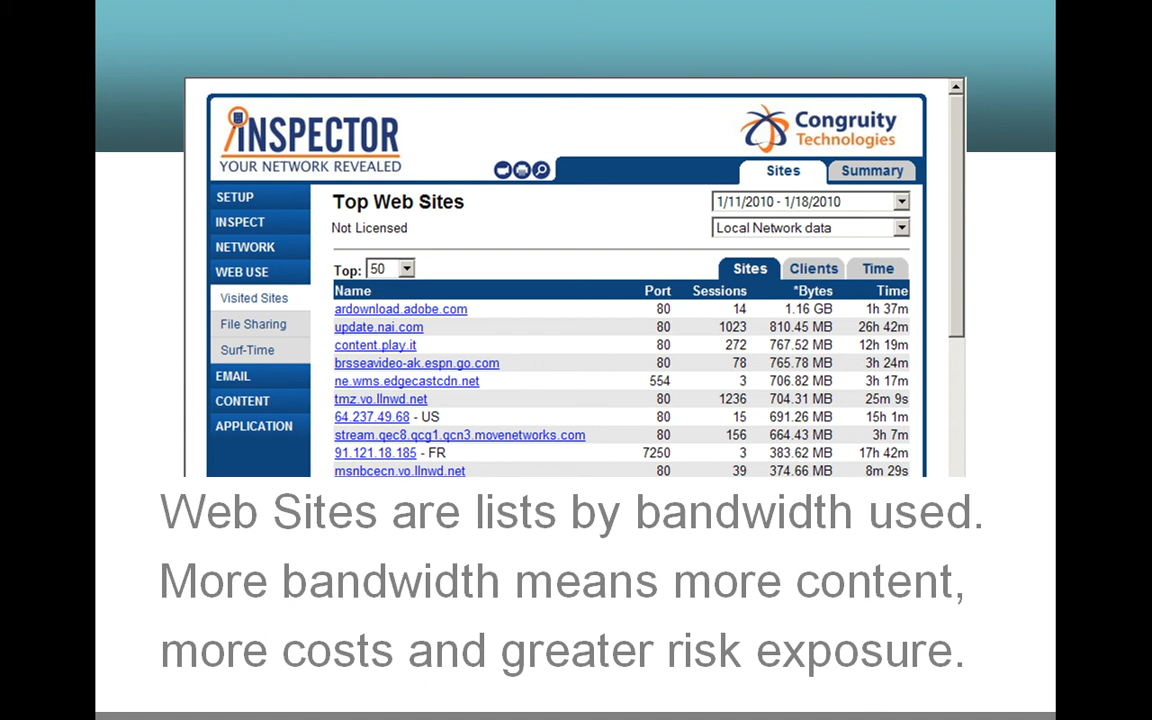 INSPECTOR
YOUR NETWORK REVEALED
Congruity
Technologies
Sites Summary
SETUP
INSPECT
NETWORK
WEB USE
Visited Sites
File Sharing
Surf-Time
EMAIL
CONTENT
APPLICATION
Top Web Sites 1/11/2010 - 1/18/2010
Not Licensed Local Network data
Top: 50 Sites Clients Time
Name Port Sessions *Bytes Time
ardownload.adobe.com 80 14 1.16 GB 1h 37m
update.nai.com 80 1023 810.45 MB 26h 42m
content.play.it 80 272 767.52 MB 12h 19m
brsseavideo-ak.espn.go.com 80 78 765.78 MB 3h 24m
ne.wms.edgecastcdn.net 554 3 706.82 MB 3h 17m
tmz.vo.llnwd.net 80 1236 704.31 MB 25m 9s
64.237.49.68 - US 80 15 691.26 MB 15h 1m
stream.qec8.qcg1.qcn3.movenetworks.com 80 156 664.43 MB 3h 7m
91.121.18.185 - FR 7250 3 383.62 MB 17h 42m
msnbcecn.vo.llnwd.net 80 39 374.66 MB 8m 29s
Web Sites are lists by bandwidth used.
More bandwidth means more content,
more costs and greater risk exposure.